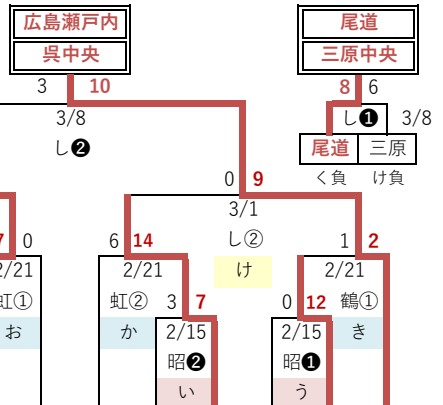 広島瀬戸内
呉中央
尾道
三原中央
3 10
8 6
3/8
し❷
し❶ 3/8
尾道 三原
く負 け負
0 9
3/1
し②
け
7 0
6 14
1 2
2/21
2/21
2/21
虹①
虹②
3 7
0 12
鶴①
お
か
2/15
2/15
き
昭❷
昭❶
い
う